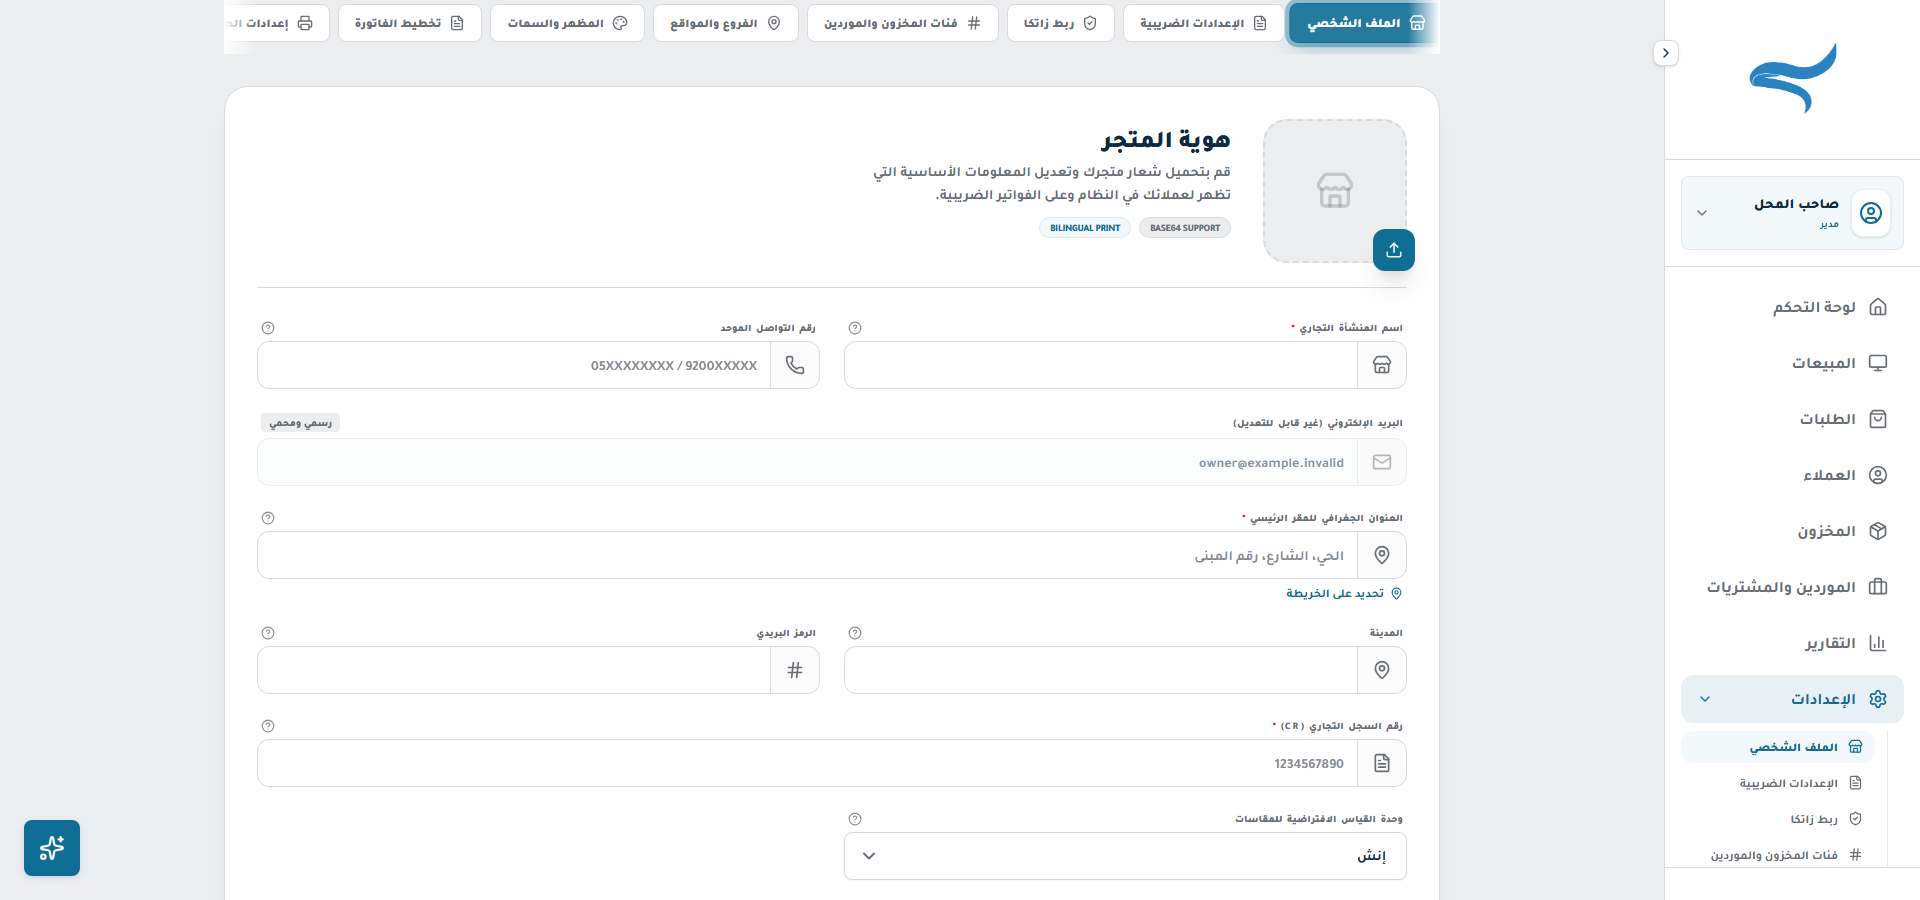 الملف الشخصي
الإعدادات الضريبية
ربط زاتكا
فئات المخزون والموردين
الفروع والمواقع
المظهر والسمات
تخطيط الفاتورة
إعدادات
هوية المتجر
قم بتحميل شعار متجرك وتعديل المعلومات الأساسية التي
تظهر لعملائك في النظام وعلى الفواتير الضريبية.
BASE64 SUPPORT
BILINGUAL PRINT
اسم المنشأة التجاري *
رقم التواصل الموحد
05XXXXXXXX / 9200XXXXX
البريد الإلكتروني (غير قابل للتعديل)
رسمي ومحمي
owner@example.invalid
العنوان الجغرافي للمقر الرئيسي *
الحي، الشارع، رقم المبنى
تحديد على الخريطة
المدينة
الرمز البريدي
رقم السجل التجاري (CR) *
1234567890
وحدة القياس الافتراضية للمقاسات
إنش
صاحب المحل
مدير
لوحة التحكم
المبيعات
الطلبات
العملاء
المخزون
الموردين والمشتريات
التقارير
الإعدادات
الملف الشخصي
الإعدادات الضريبية
ربط زاتكا
فئات المخزون والموردين